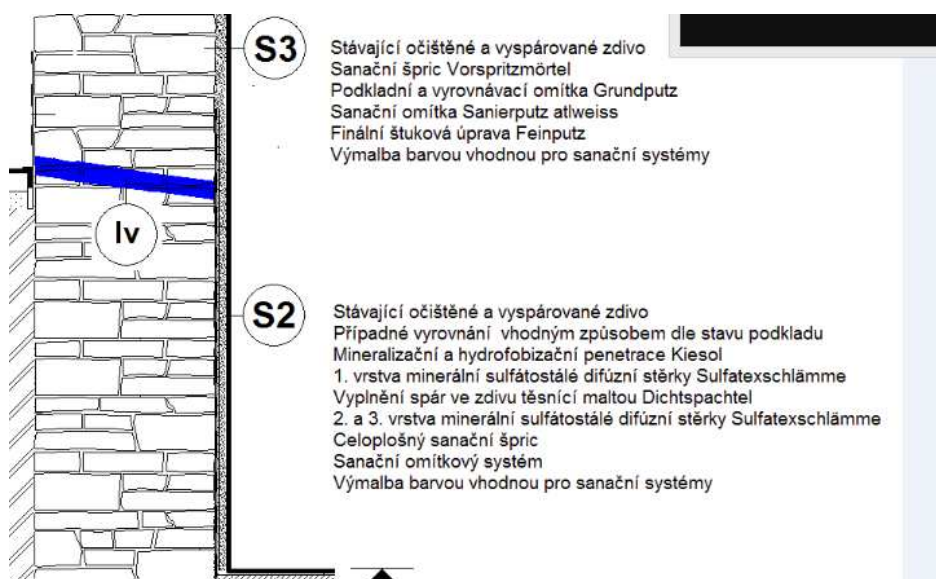 S3
Stávající očištěné a vyspárované zdivo
Sanační špric Vorspritzmörtel
Podkladní a vyrovnávací omítka Grundputz
Sanační omítka Sanierputz atlweiss
Finální štuková úprava Feinputz
Výmalba barvou vhodnou pro sanační systémy
Iv
S2
Stávající očištěné a vyspárované zdivo
Případné vyrovnání vhodným způsobem dle stavu podkladu
Mineralizační a hydrofobizační penetrace Kiesol
1. vrstva minerální sulfátostálé difúzní stěrky Sulfatexschlämme
Vyplnění spár ve zdivu těsnící maltou Dichtspachtel
2. a 3. vrstva minerální sulfátostálé difúzní stěrky Sulfatexschlämme
Celoplošný sanační špric
Sanační omítkový systém
Výmalba barvou vhodnou pro sanační systémy